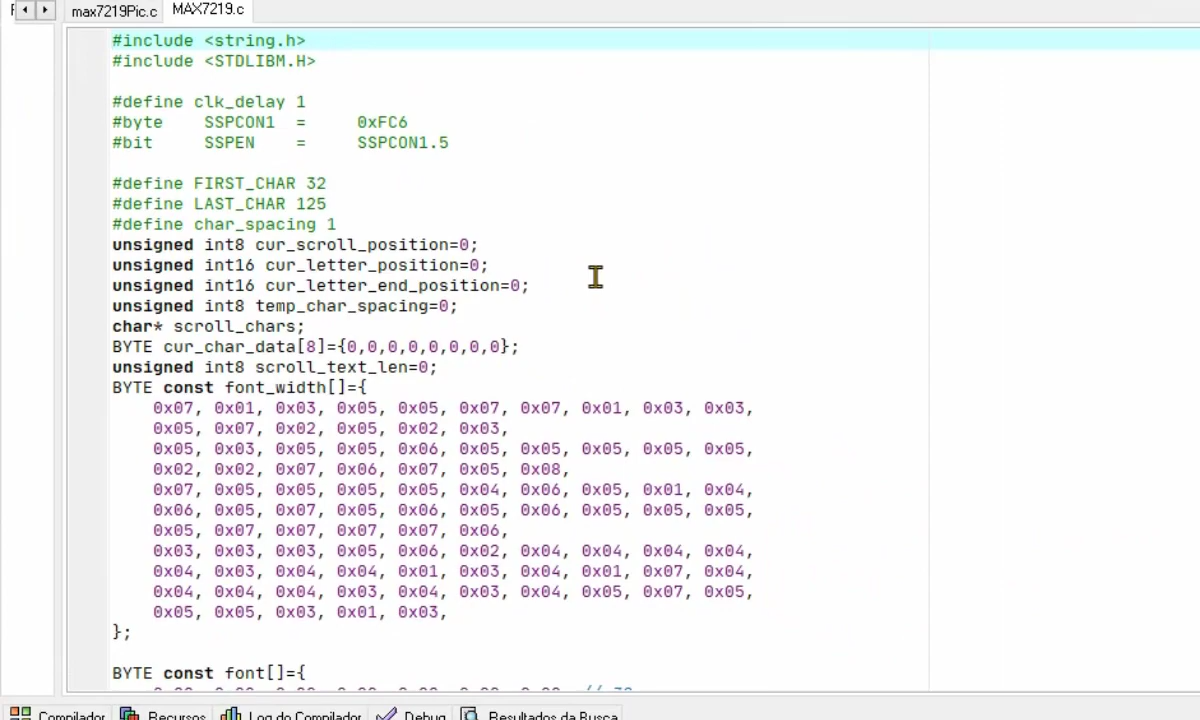 max7219Pic.c MAX7219.c
#include <string.h>
#include <STDLIBM.H>
#define clk_delay 1
#byte    SSPCON1  =     0xFC6
#bit     SSPEN    =     SSPCON1.5
#define FIRST_CHAR 32
#define LAST_CHAR 125
#define char_spacing 1
unsigned int8 cur_scroll_position=0;
unsigned int16 cur_letter_position=0;
unsigned int16 cur_letter_end_position=0;
unsigned int8 temp_char_spacing=0;
char* scroll_chars;
BYTE cur_char_data[8]={0,0,0,0,0,0,0,0};
unsigned int8 scroll_text_len=0;
BYTE const font_width[]={
0x07, 0x01, 0x03, 0x05, 0x05, 0x07, 0x07, 0x01, 0x03, 0x03,
0x05, 0x07, 0x02, 0x05, 0x02, 0x03,
0x05, 0x03, 0x05, 0x05, 0x06, 0x05, 0x05, 0x05, 0x05, 0x05,
0x02, 0x02, 0x07, 0x06, 0x07, 0x05, 0x08,
0x07, 0x05, 0x05, 0x05, 0x05, 0x04, 0x06, 0x05, 0x01, 0x04,
0x06, 0x05, 0x07, 0x05, 0x06, 0x05, 0x06, 0x05, 0x05, 0x05,
0x05, 0x07, 0x07, 0x07, 0x07, 0x06,
0x03, 0x03, 0x03, 0x05, 0x06, 0x02, 0x04, 0x04, 0x04, 0x04,
0x04, 0x03, 0x04, 0x04, 0x01, 0x03, 0x04, 0x01, 0x07, 0x04,
0x04, 0x04, 0x04, 0x03, 0x04, 0x03, 0x04, 0x05, 0x07, 0x05,
0x05, 0x05, 0x03, 0x01, 0x03,
};
BYTE const font[]={
Compilador Recursos Log do Compilador Debug Resultados da Busca